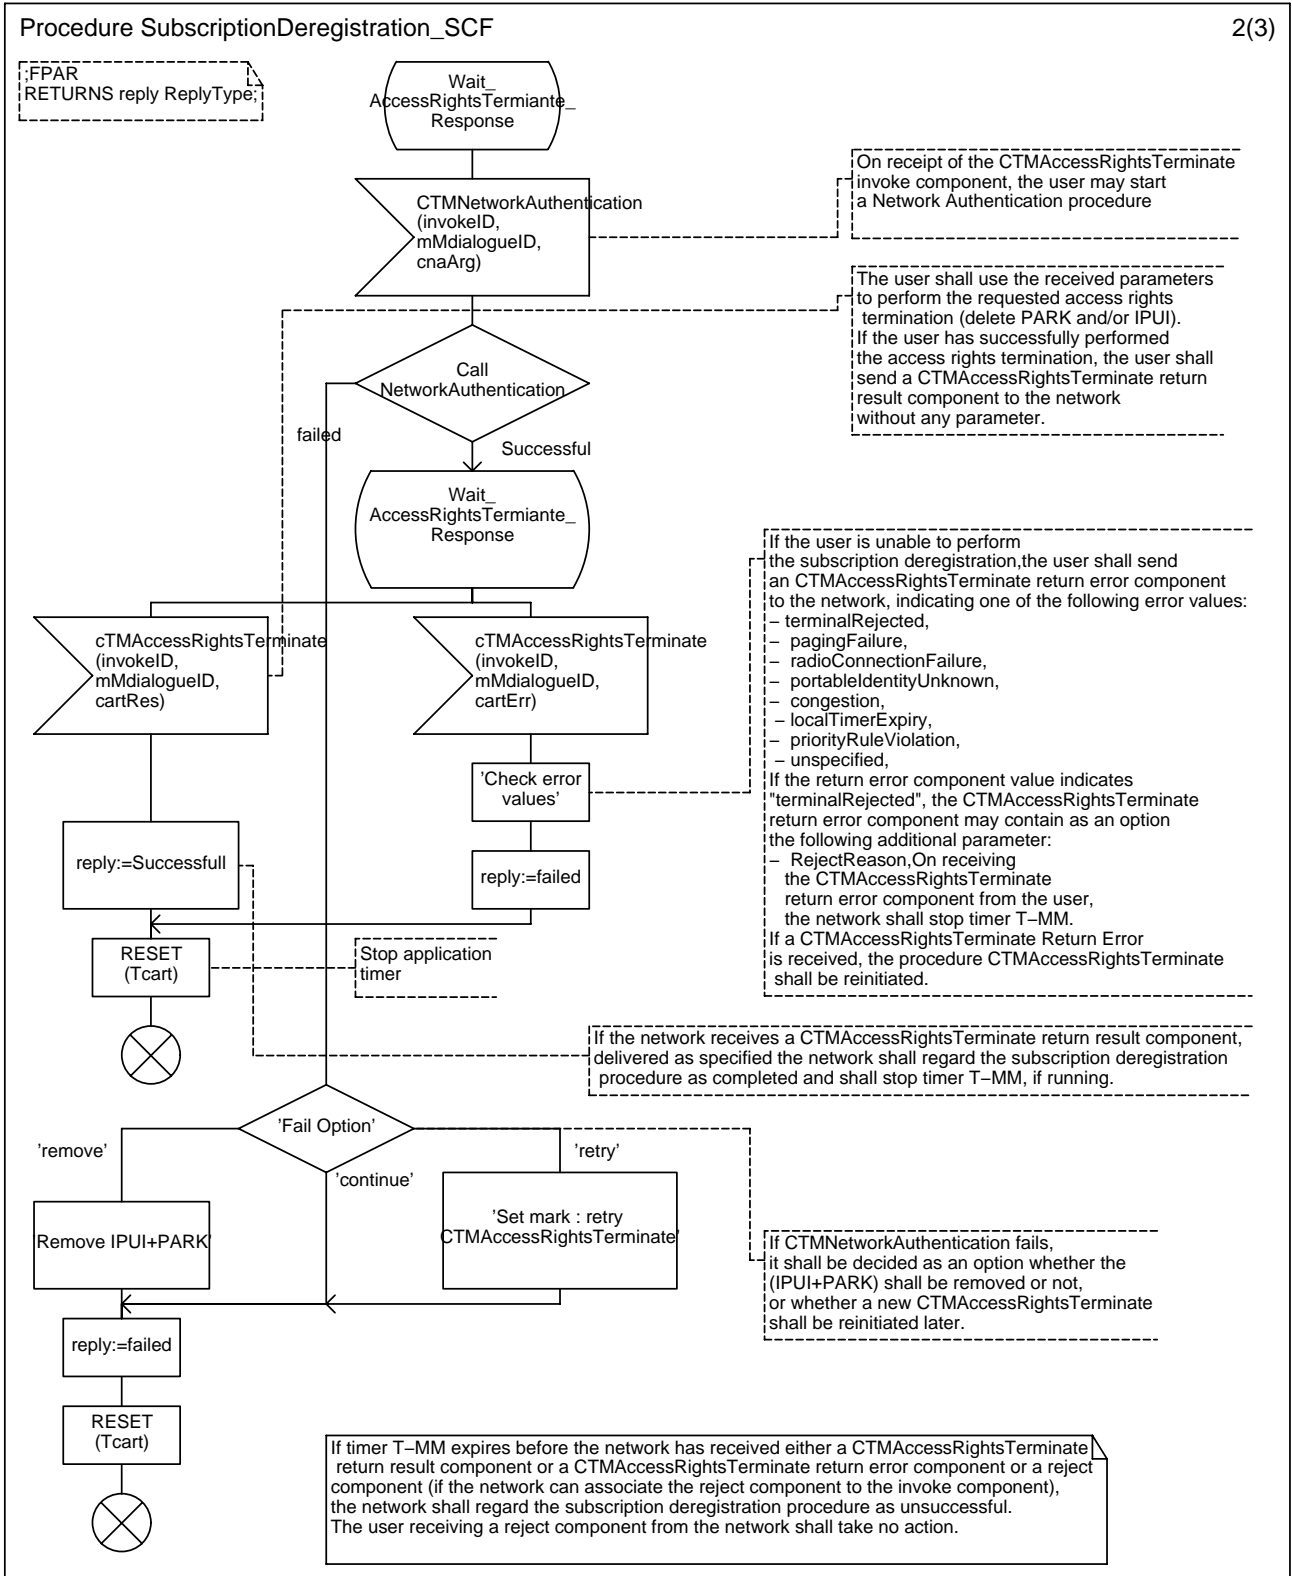 Procedure SubscriptionDeregistration_SCF
2(3)
;FPAR
RETURNS reply ReplyType;
Wait_
AccessRightsTermiante_
Response
On receipt of the CTMAccessRightsTerminate
invoke component, the user may start
a Network Authentication procedure
CTMNetworkAuthentication
(invokeID,
mMdialogueID,
cnaArg)
The user shall use the received parameters
to perform the requested access rights
termination (delete PARK and/or IPUI).
If the user has successfully performed
the access rights termination, the user shall
send a CTMAccessRightsTerminate return
result component to the network
without any parameter.
Call
NetworkAuthentication
failed
Successful
Wait_
AccessRightsTermiante_
Response
If the user is unable to perform
the subscription deregistration,the user shall send
an CTMAccessRightsTerminate return error component
to the network, indicating one of the following error values:
– terminalRejected,
– pagingFailure,
– radioConnectionFailure,
– portableIdentityUnknown,
– congestion,
– localTimerExpiry,
– priorityRuleViolation,
– unspecified,
If the return error component value indicates
"terminalRejected", the CTMAccessRightsTerminate
return error component may contain as an option
the following additional parameter:
– RejectReason,On receiving
the CTMAccessRightsTerminate
return error component from the user,
the network shall stop timer T–MM.
If a CTMAccessRightsTerminate Return Error
is received, the procedure CTMAccessRightsTerminate
shall be reinitiated.
cTMAccessRightsTerminate
(invokeID,
mMdialogueID,
cartRes)
cTMAccessRightsTerminate
(invokeID,
mMdialogueID,
cartErr)
'Check error
values'
reply:=Successfull
reply:=failed
RESET
(Tcart)
Stop application
timer
If the network receives a CTMAccessRightsTerminate return result component,
delivered as specified the network shall regard the subscription deregistration
procedure as completed and shall stop timer T–MM, if running.
'Fail Option'
'remove'
'continue'
'retry'
'Remove IPUI+PARK'
'Set mark : retry
CTMAccessRightsTerminate'
If CTMNetworkAuthentication fails,
it shall be decided as an option whether the
(IPUI+PARK) shall be removed or not,
or whether a new CTMAccessRightsTerminate
shall be reinitiated later.
reply:=failed
RESET
(Tcart)
If timer T–MM expires before the network has received either a CTMAccessRightsTerminate
return result component or a CTMAccessRightsTerminate return error component or a reject
component (if the network can associate the reject component to the invoke component),
the network shall regard the subscription deregistration procedure as unsuccessful.
The user receiving a reject component from the network shall take no action.